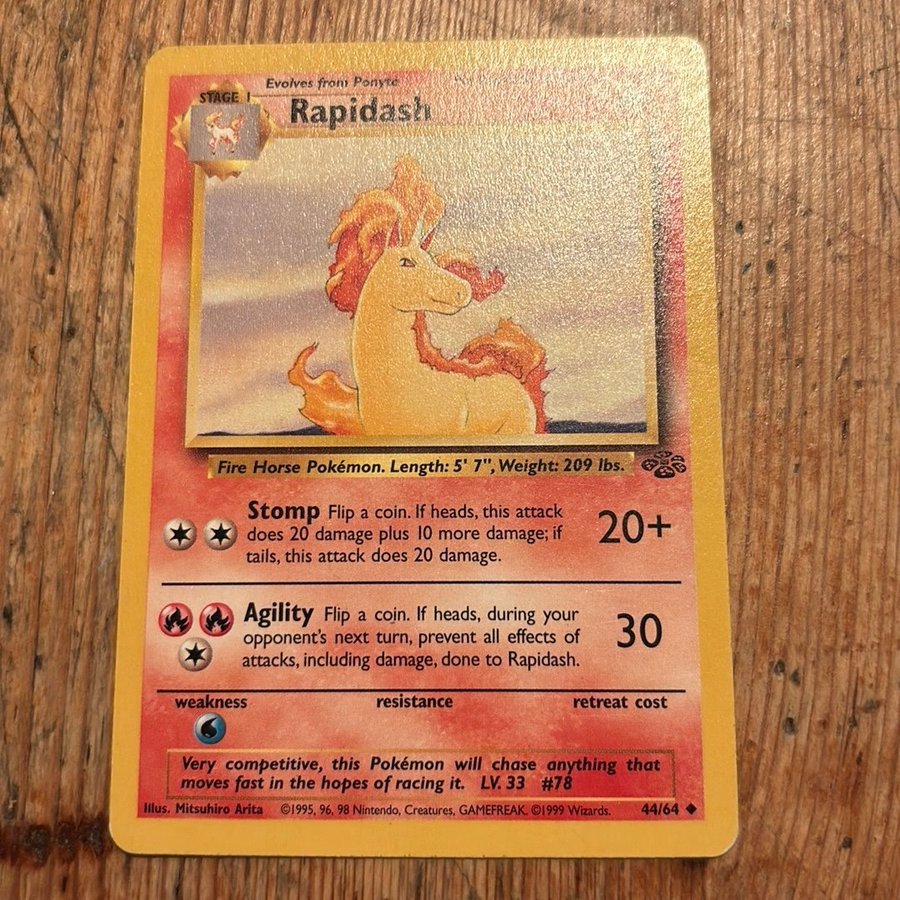 Evolves from Ponyte
STAGE 1
Rapidash
Fire Horse Pokémon. Length: 5' 7", Weight: 209 lbs.
Stomp Flip a coin. If heads, this attack
does 20 damage plus 10 more damage; if
tails, this attack does 20 damage.
20+
Agility Flip a coin. If heads, during your
opponent's next turn, prevent all effects of
attacks, including damage, done to Rapidash.
30
weakness resistance retreat cost
Very competitive, this Pokémon will chase anything that
moves fast in the hopes of racing it. LV. 33 #78
Illus. Mitsuhiro Arita ©1995, 96, 98 Nintendo, Creatures, GAMEFREAK. ©1999 Wizards. 44/64